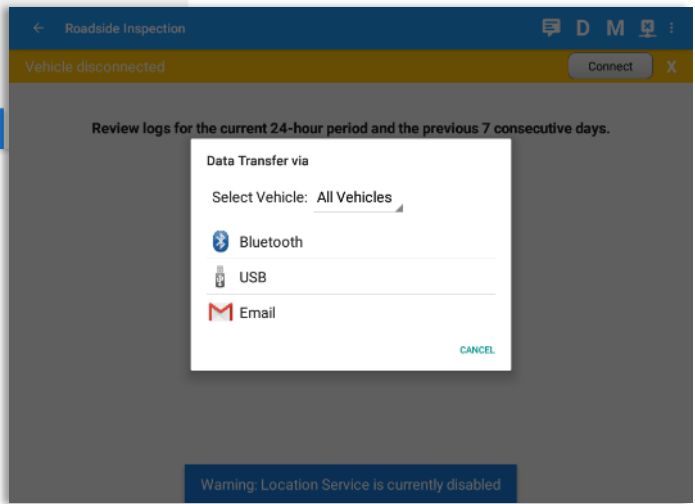 Roadside Inspection
D M
Vehicle disconnected
Connect
X
Review logs for the current 24-hour period and the previous 7 consecutive days.
Data Transfer via
Select Vehicle: All Vehicles
Bluetooth
USB
Email
CANCEL
Warning: Location Service is currently disabled